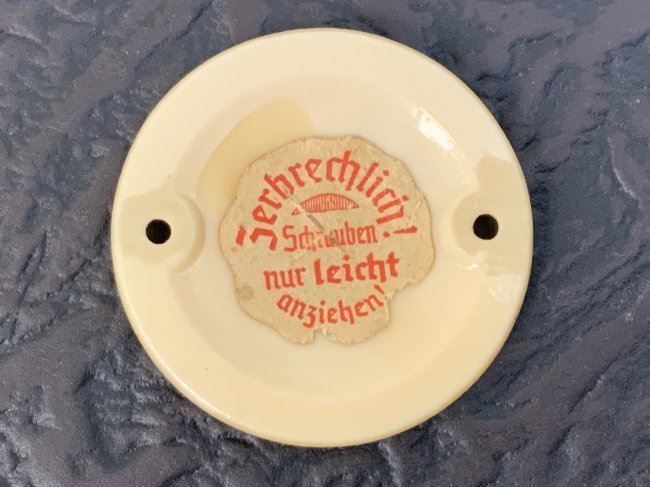 Zerbrechlich!
Schrauben
nur leicht
anziehen!